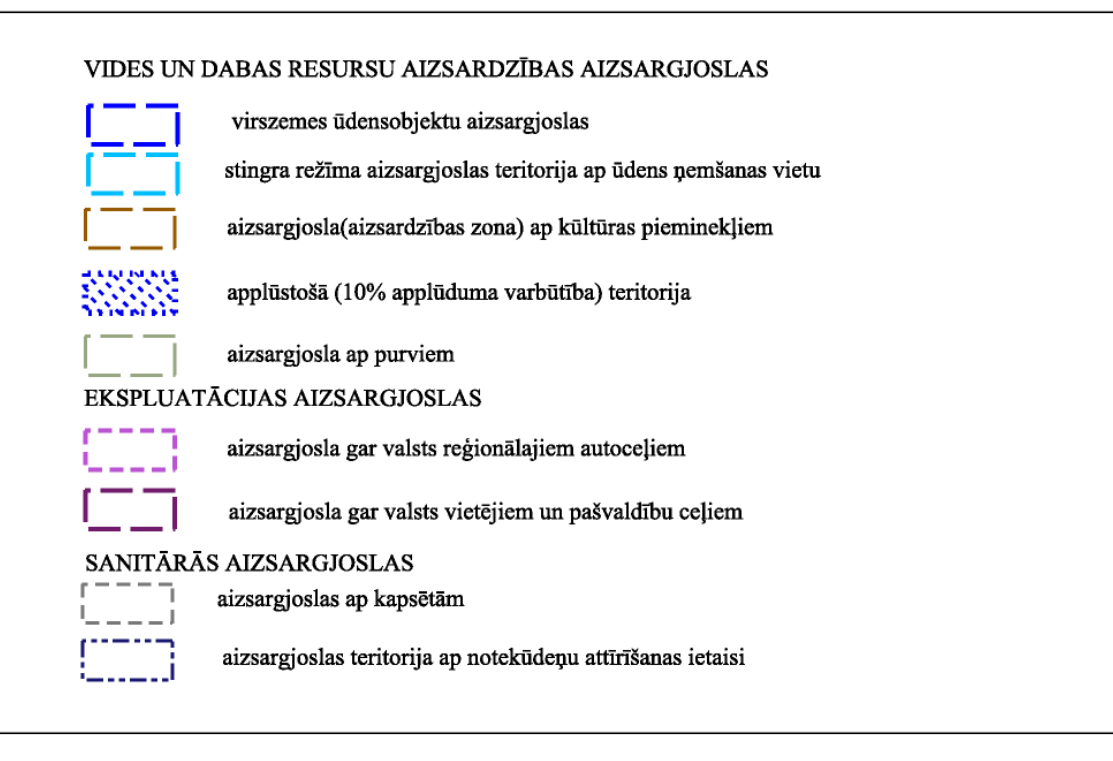 VIDES UN DABAS RESURSU AIZSARDZĪBAS AIZSARGJOSLAS
virszemes ūdensobjektu aizsargjoslas
stingra režīma aizsargjoslas teritorija ap ūdens ņemšanas vietu
aizsargjosla(aizsardzības zona) ap kūltūras pieminekļiem
applūstošā (10% applūduma varbūtība) teritorija
aizsargjosla ap purviem
EKSPLUATĀCIJAS AIZSARGJOSLAS
aizsargjosla gar valsts reģionālajiem autoceļiem
aizsargjosla gar valsts vietējiem un pašvaldību ceļiem
SANITĀRĀS AIZSARGJOSLAS
aizsargjoslas ap kapsētām
aizsargjoslas teritorija ap notekūdeņu attīrīšanas ietaisi